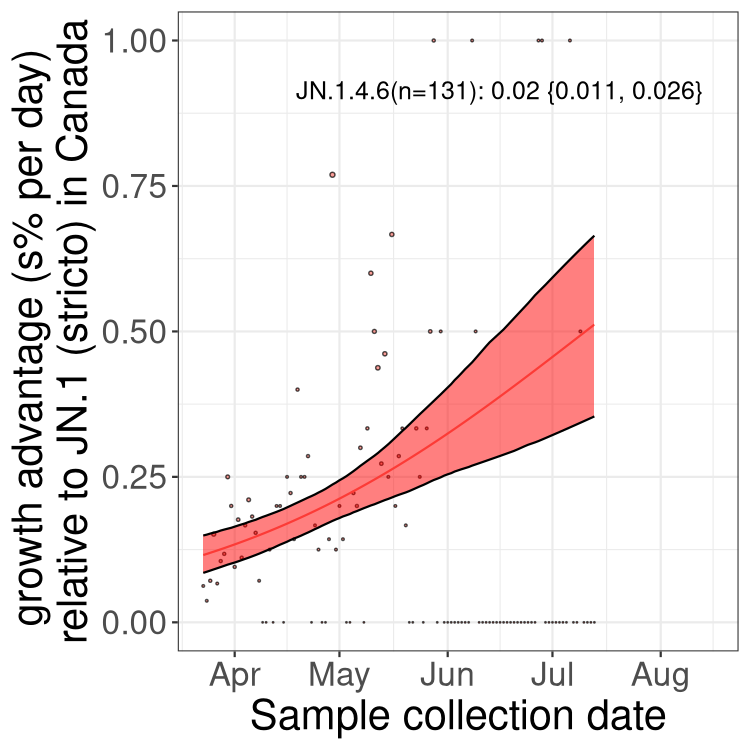 growth advantage (s% per day)
relative to JN.1 (stricto) in Canada
1.00
0.75
0.50
0.25
0.00
JN.1.4.6(n=131): 0.02 {0.011, 0.026}
Apr May Jun Jul Aug
Sample collection date